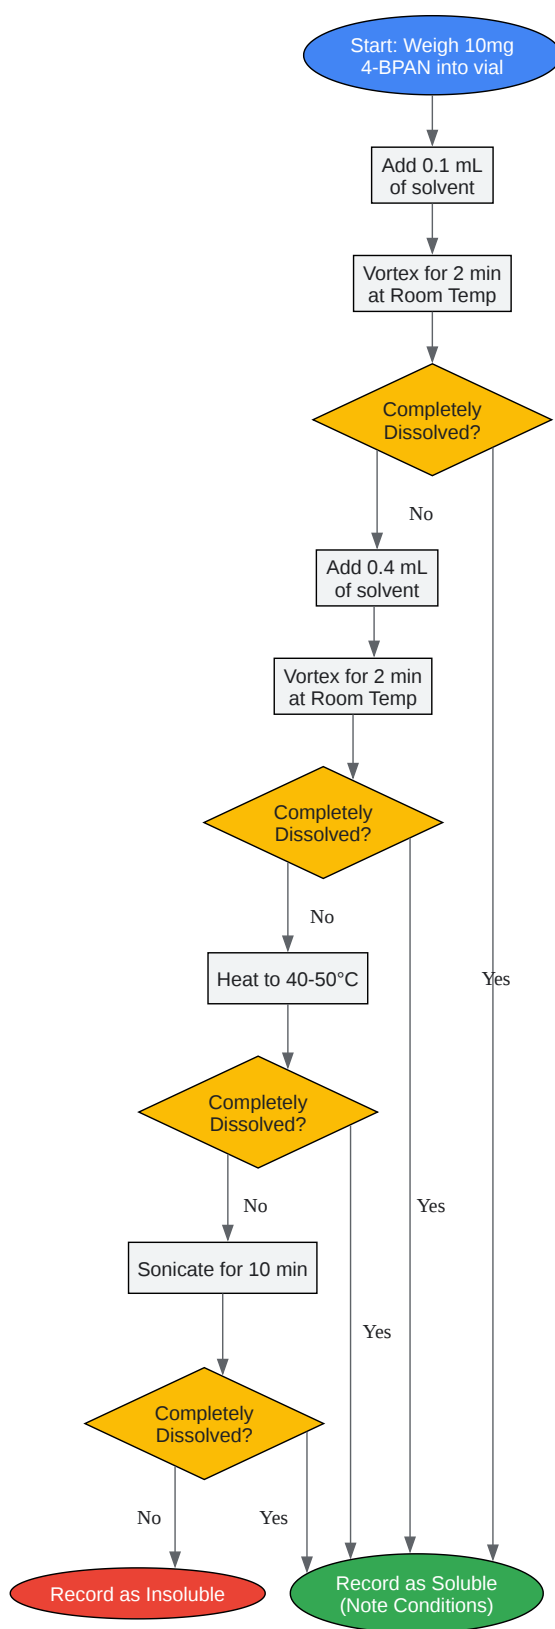 Start: Weigh 10mg
4-BPAN into vial
Add 0.1 mL
of solvent
Vortex for 2 min
at Room Temp
Completely
Dissolved?
No
Add 0.4 mL
of solvent
Vortex for 2 min
at Room Temp
Completely
Dissolved?
No
Heat to 40-50°C
Yes
Completely
Dissolved?
No
Yes
Sonicate for 10 min
Yes
Completely
Dissolved?
No
Yes
Record as Insoluble
Record as Soluble
(Note Conditions)